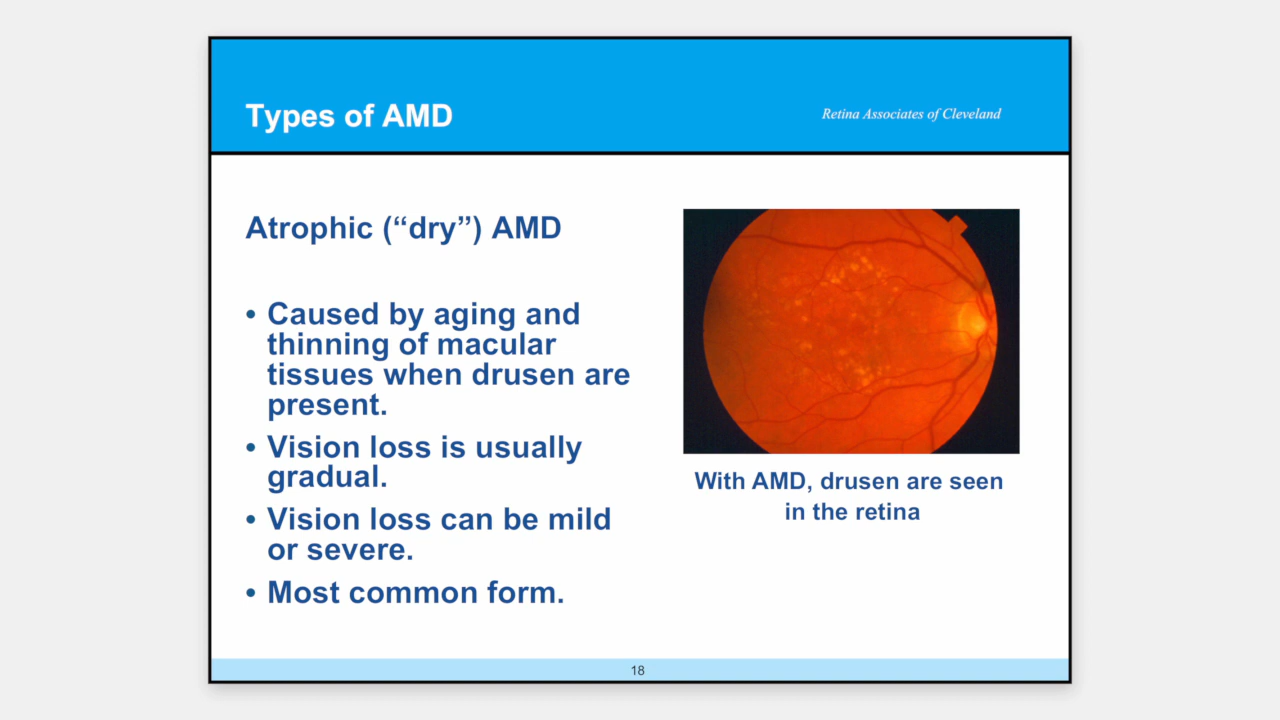 Types of AMD
Retina Associates of Cleveland
Atrophic (“dry”) AMD
• Caused by aging and
thinning of macular
tissues when drusen are
present.
• Vision loss is usually
gradual.
• Vision loss can be mild
or severe.
• Most common form.
With AMD, drusen are seen
in the retina
18